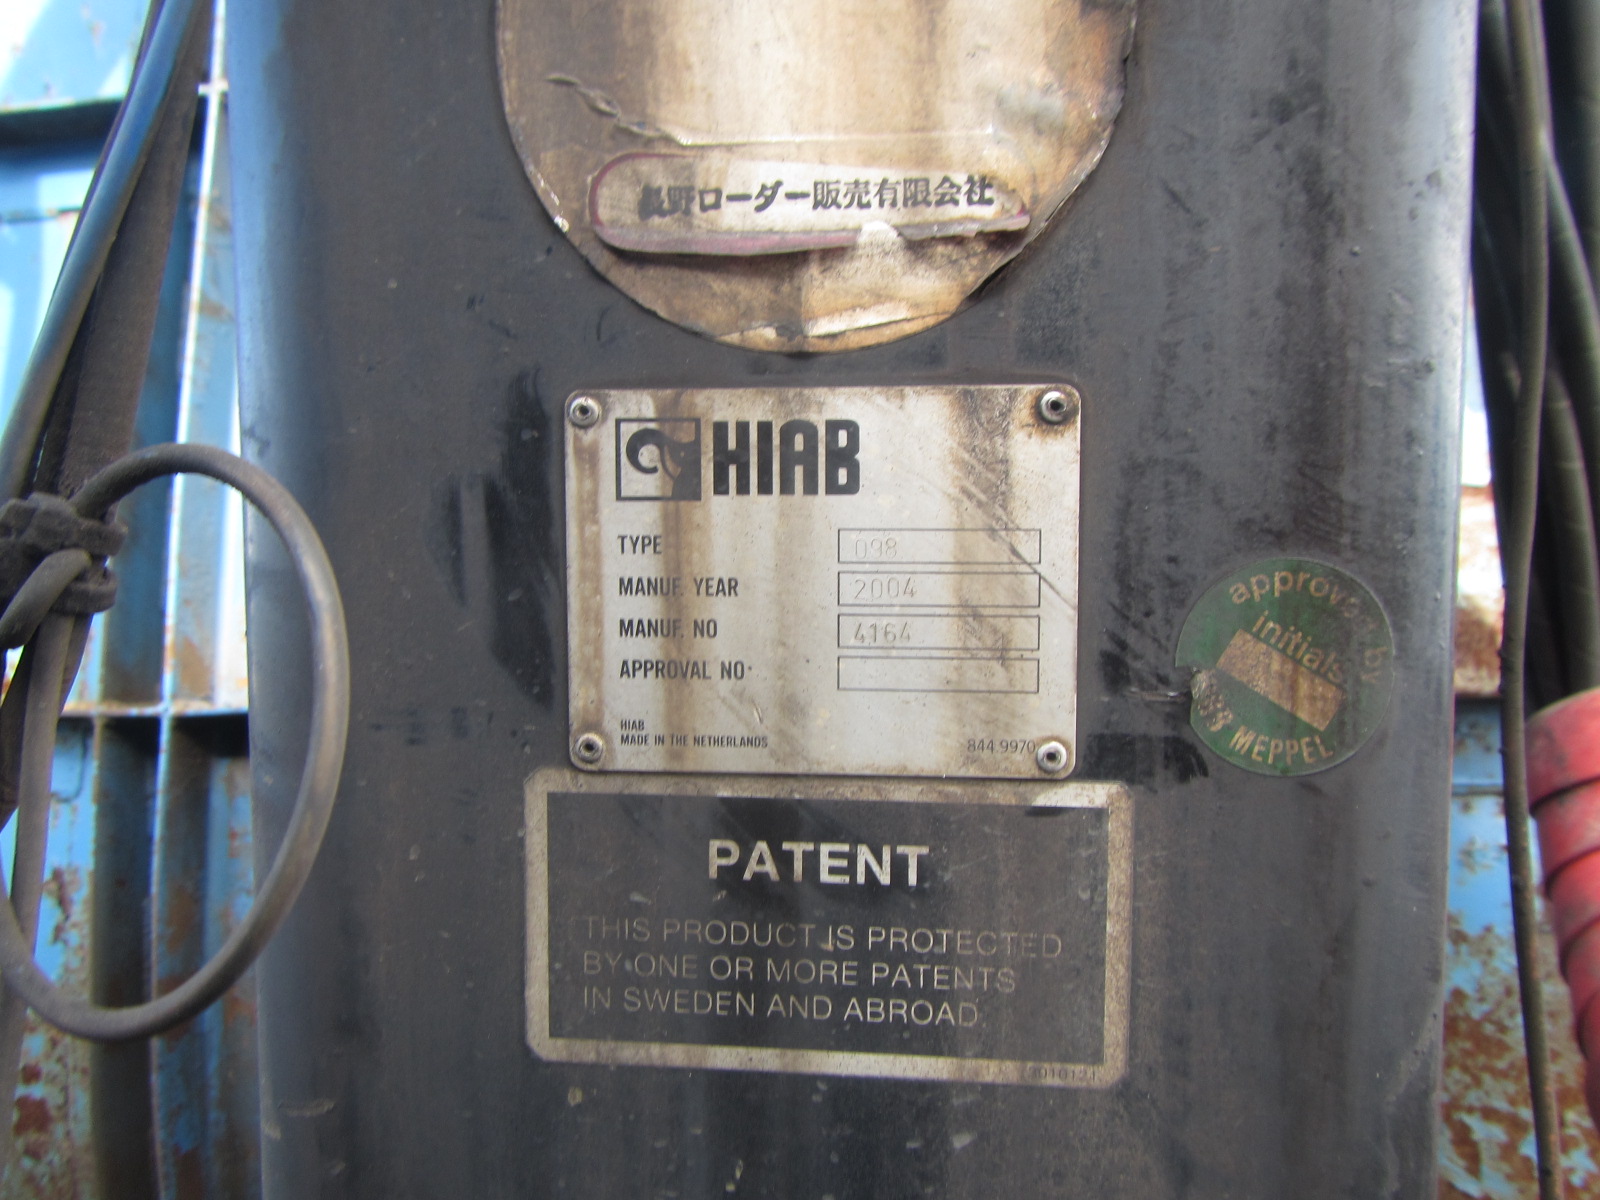 長野ローダー販売有限会社
HIAB
TYPE 098
MANUF. YEAR 2004
MANUF. NO 4164
APPROVAL NO
HIAB
MADE IN THE NETHERLANDS
844.9970
approved by
initials
MEPPEL
PATENT
THIS PRODUCT IS PROTECTED
BY ONE OR MORE PATENTS
IN SWEDEN AND ABROAD